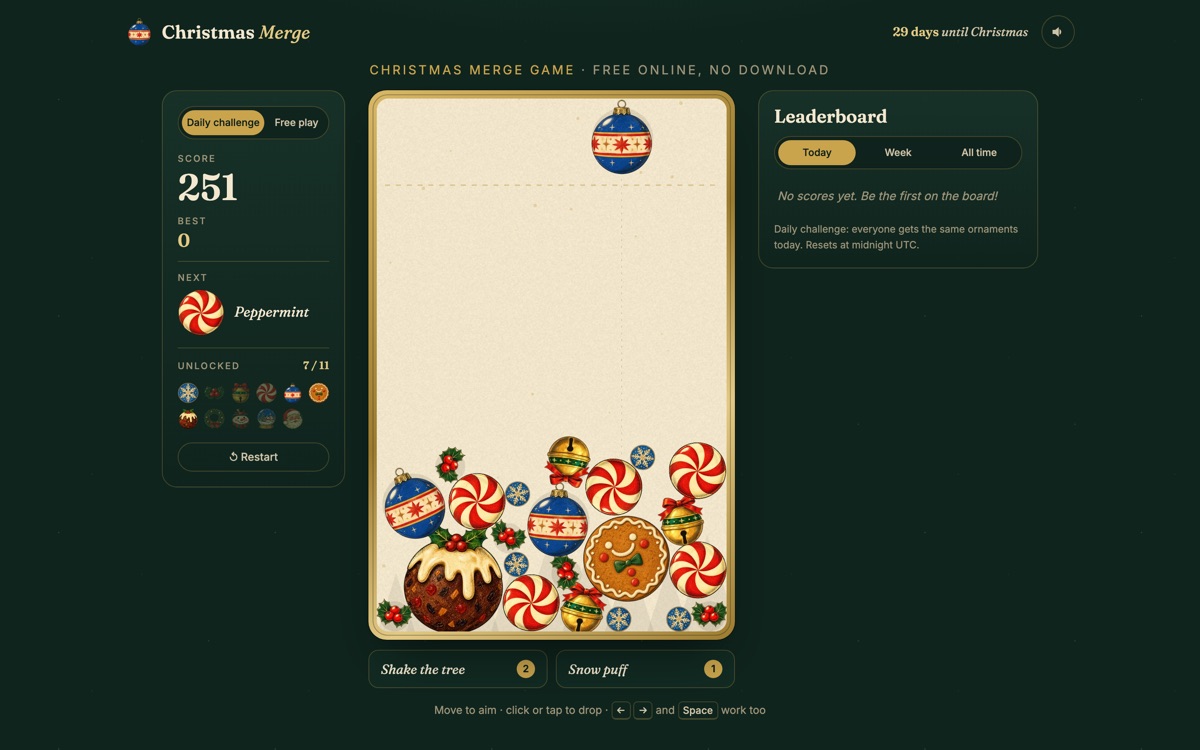 Christmas Merge
29 days until Christmas
CHRISTMAS MERGE GAME · FREE ONLINE, NO DOWNLOAD
Daily challenge
Free play
SCORE
251
BEST
0
NEXT
Peppermint
UNLOCKED
7 / 11
Restart
Shake the tree
2
Snow puff
1
Move to aim · click or tap to drop · ← → and Space work too
Leaderboard
Today
Week
All time
No scores yet. Be the first on the board!
Daily challenge: everyone gets the same ornaments
today. Resets at midnight UTC.